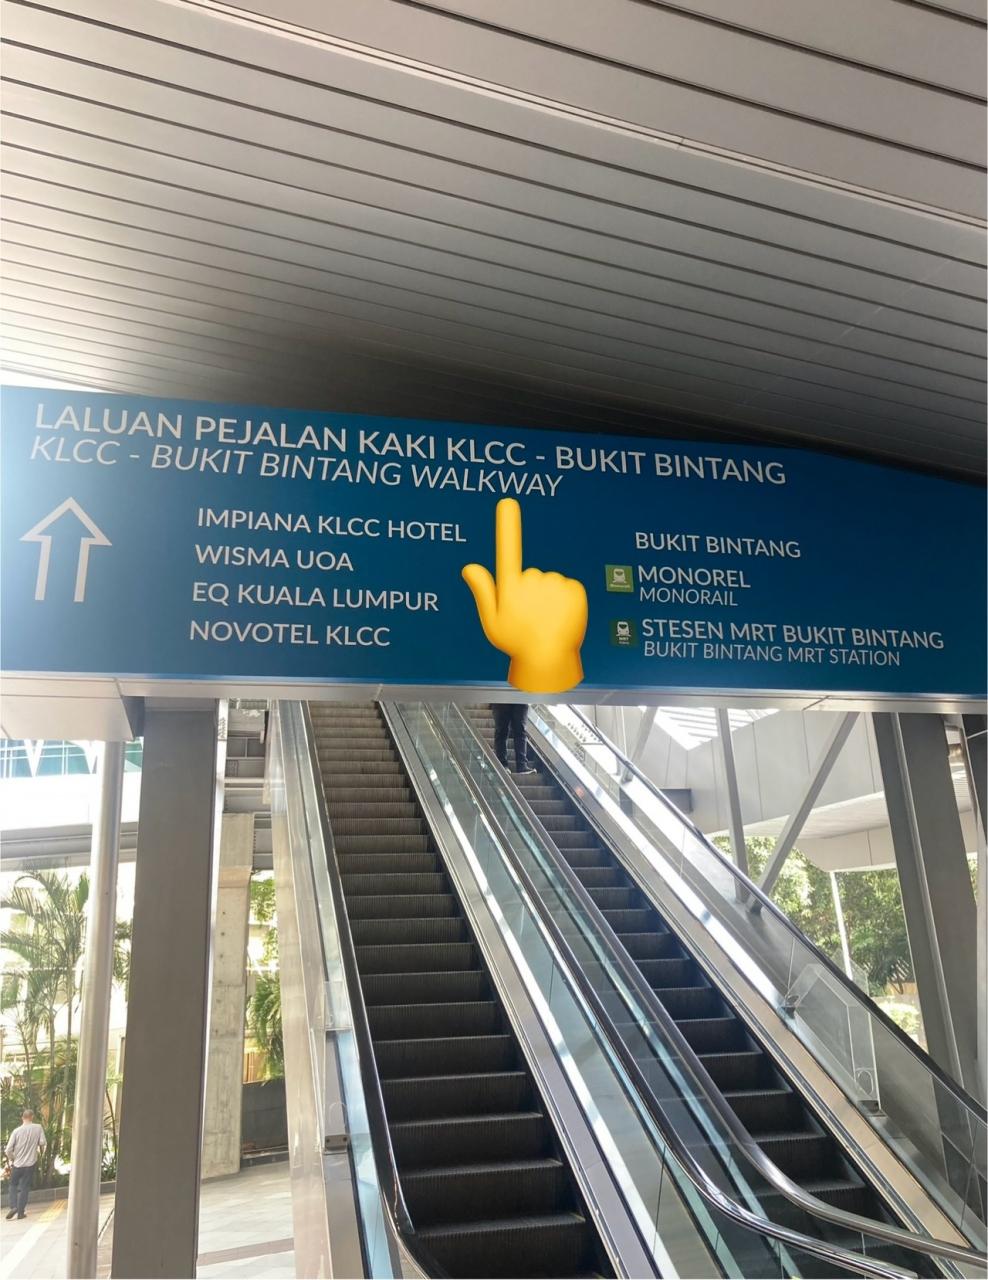 LALUAN PEJALAN KAKI KLCC - BUKIT BINTANG
KLCC - BUKIT BINTANG WALKWAY
IMPIANA KLCC HOTEL
WISMA UOA
EQ KUALA LUMPUR
NOVOTEL KLCC
BUKIT BINTANG
MONOREL
MONORAIL
MRT
STESEN MRT BUKIT BINTANG
BUKIT BINTANG MRT STATION